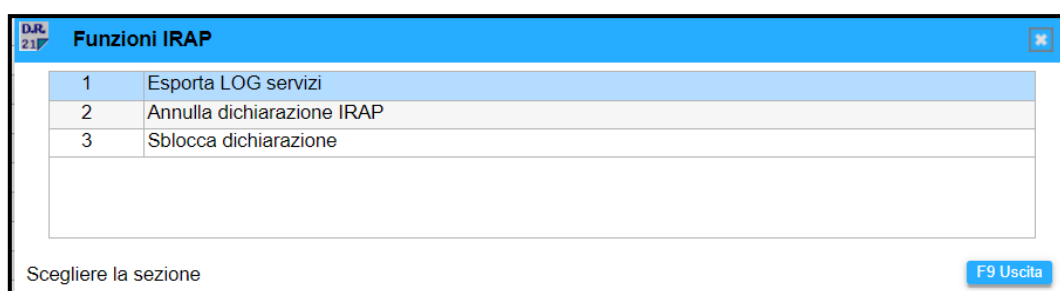 D.R.
21
Funzioni IRAP
1 Esporta LOG servizi
2 Annulla dichiarazione IRAP
3 Sblocca dichiarazione
Scegliere la sezione
F9 Uscita